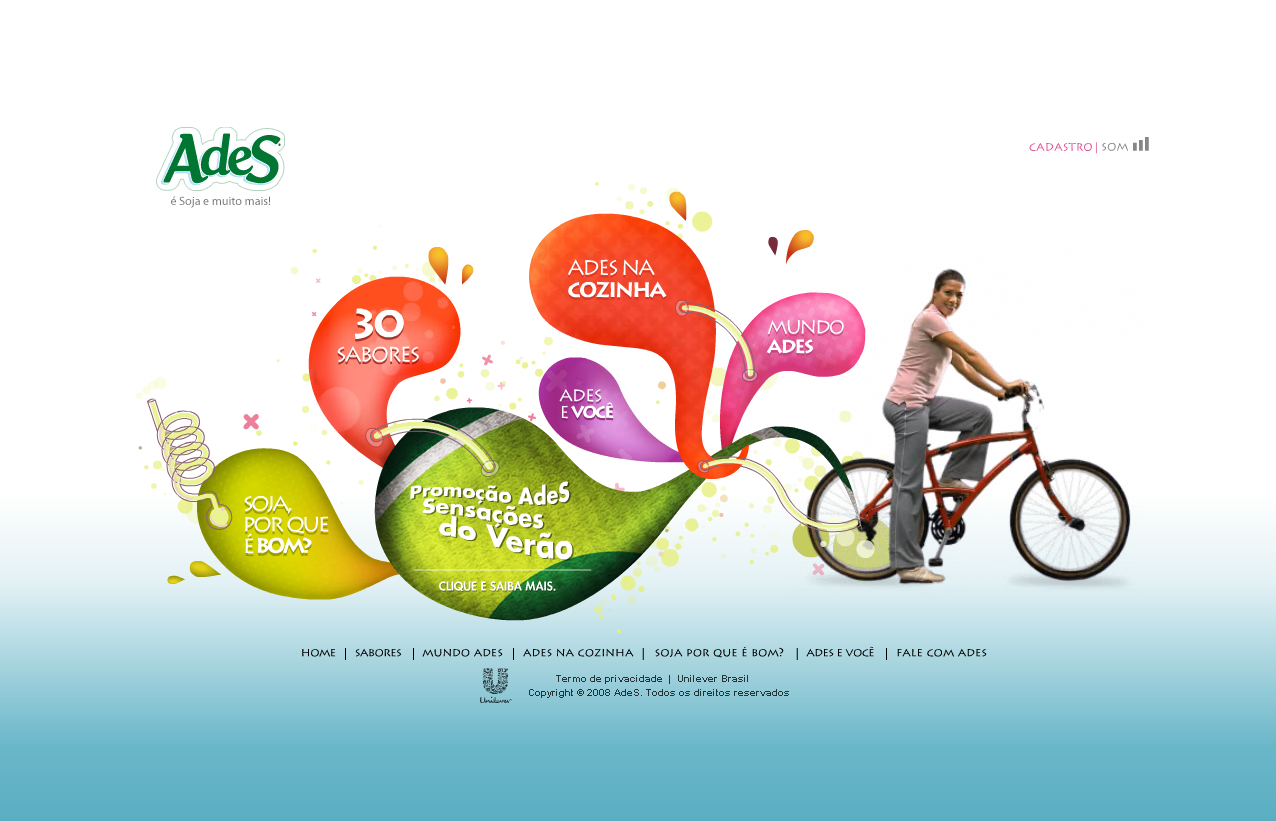 AdeS
é Soja e muito mais!
CADASTRO | SOM
ADES NA
COZINHA
30
SABORES
MUNDO
ADES
ADES
E VOCÊ
SOJA,
POR QUE
É BOM?
Promoção AdeS
Sensações
do Verão
CLIQUE E SAIBA MAIS.
HOME | SABORES | MUNDO ADES | ADES NA COZINHA | SOJA POR QUE É BOM? | ADES E VOCÊ | FALE COM ADES
Unilever
Termo de privacidade | Unilever Brasil
Copyright © 2008 AdeS. Todos os direitos reservados